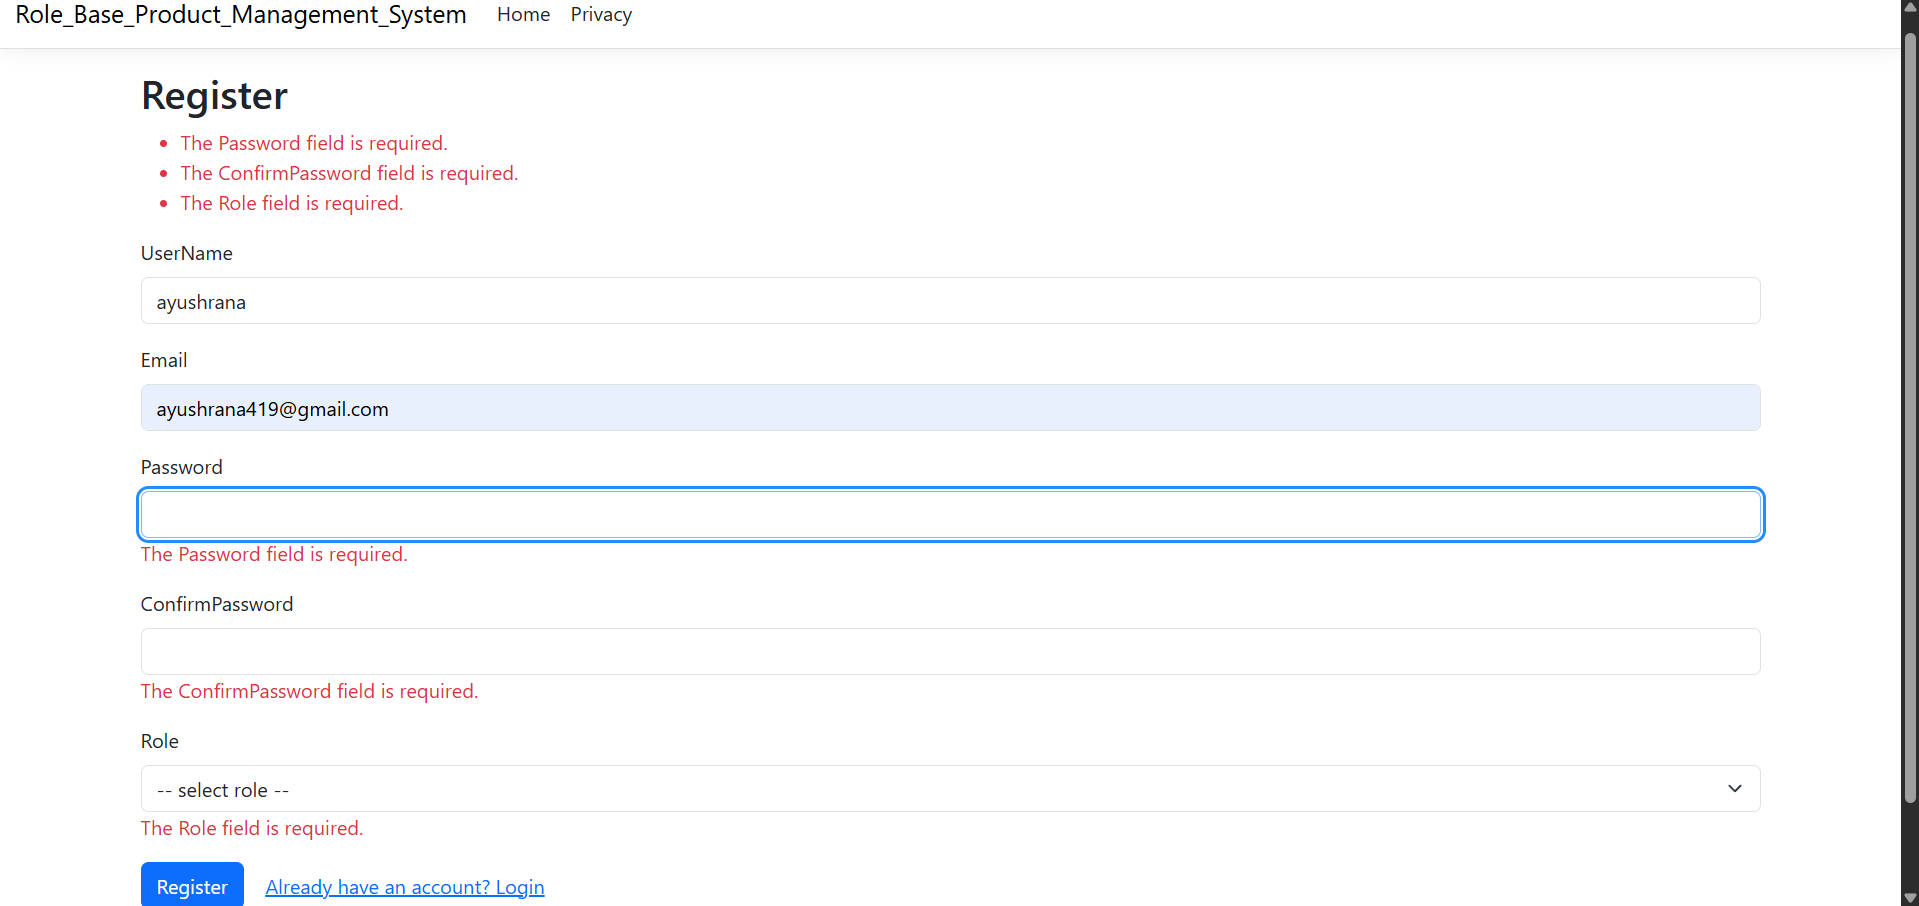 Role_Base_Product_Management_System Home Privacy
Register
The Password field is required.
The ConfirmPassword field is required.
The Role field is required.
UserName
ayushrana
Email
ayushrana419@gmail.com
Password
The Password field is required.
ConfirmPassword
The ConfirmPassword field is required.
Role
-- select role --
The Role field is required.
Register Already have an account? Login